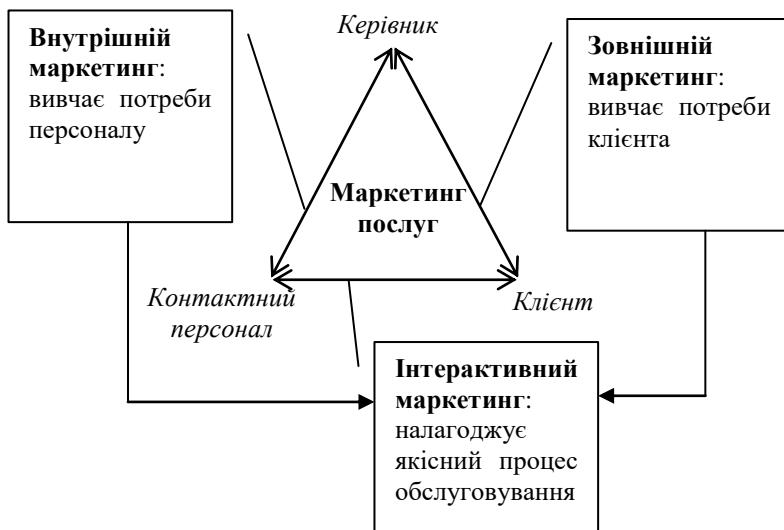 Внутрішній
маркетинг:
вивчає потреби
персоналу
Керівник
Зовнішній
маркетинг:
вивчає потреби
клієнта
Маркетинг
послуг
Контактний
персонал
Клієнт
Інтерактивний
маркетинг:
налагоджує
якісний процес
обслуговування